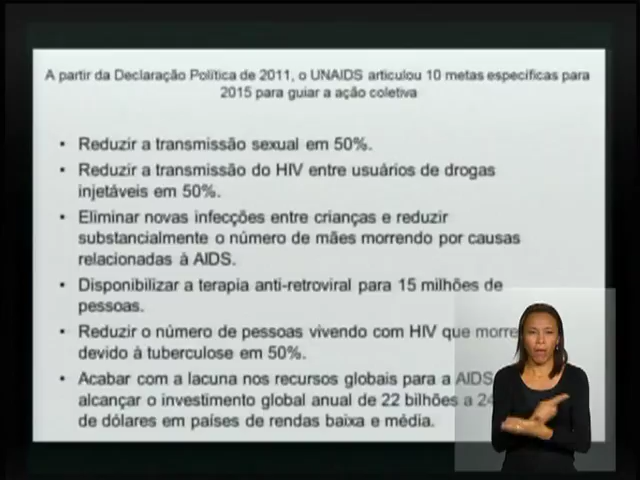 A partir da Declaração Política de 2011, o UNAIDS articulou 10 metas específicas para
2015 para guiar a ação coletiva
• Reduzir a transmissão sexual em 50%.
• Reduzir a transmissão do HIV entre usuários de drogas
injetáveis em 50%.
• Eliminar novas infecções entre crianças e reduzir
substancialmente o número de mães morrendo por causas
relacionadas à AIDS.
• Disponibilizar a terapia anti-retroviral para 15 milhões de
pessoas.
• Reduzir o número de pessoas vivendo com HIV que morre
devido à tuberculose em 50%.
• Acabar com a lacuna nos recursos globais para a AIDS
alcançar o investimento global anual de 22 bilhões a
de dólares em países de rendas baixa e média.